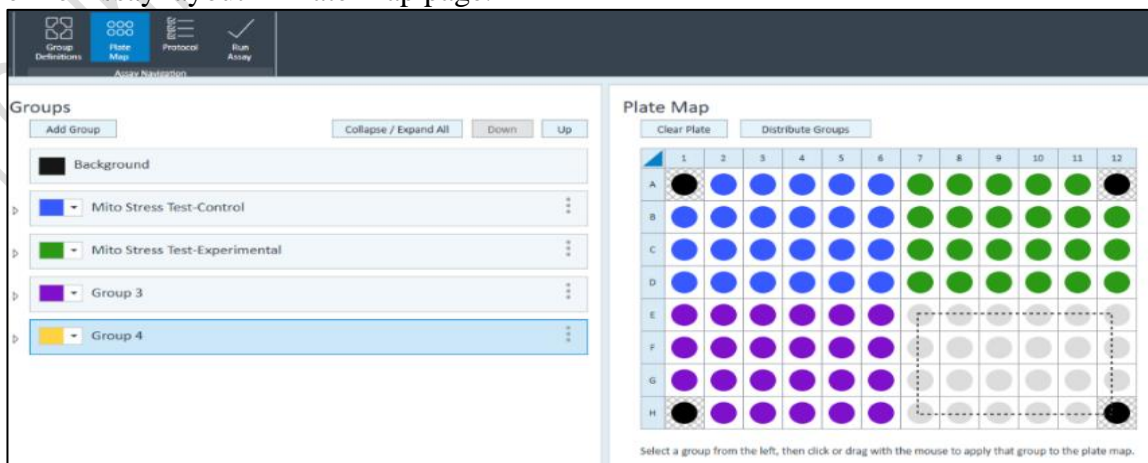 Group Definitions
Plate Map
Protocol
Run Assay
Assay Navigation
Groups
Add Group
Collapse / Expand All
Down
Up
Background
Mito Stress Test-Control
Mito Stress Test-Experimental
Group 3
Group 4
Plate Map
Clear Plate
Distribute Groups
1 2 3 4 5 6 7 8 9 10 11 12
A
B
C
D
E
F
G
H
Select a group from the left, then click or drag with the mouse to apply that group to the plate map.